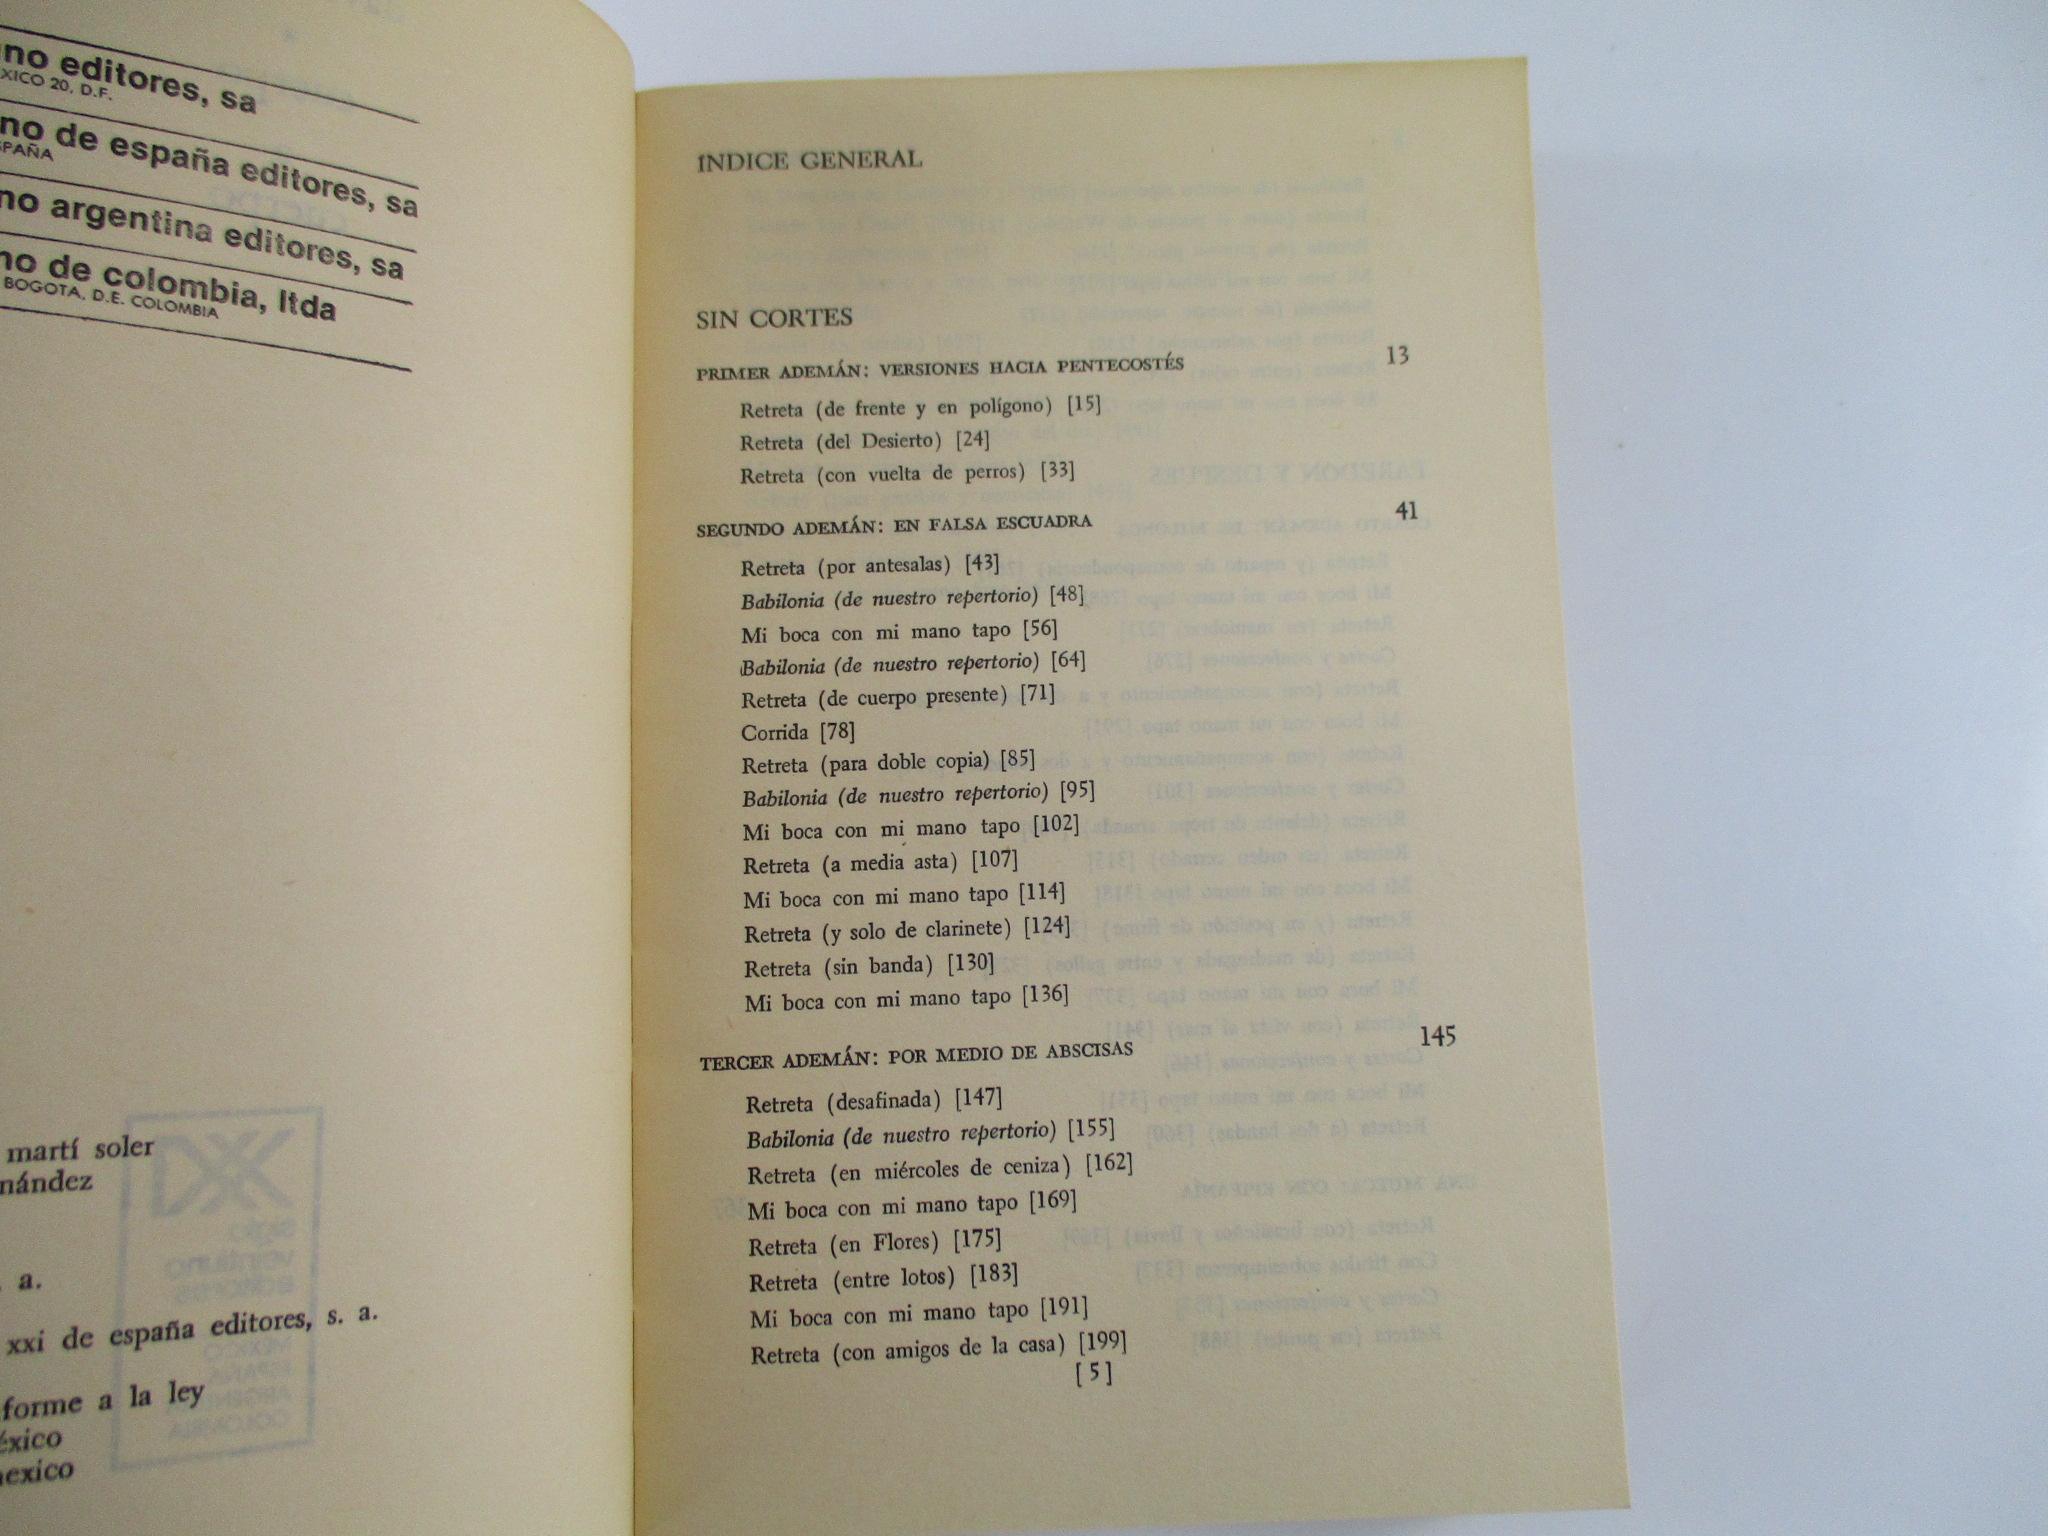 no editores, sa
XICO 20, D.F.
no de españa editores, sa
SPAÑA
no argentina editores, sa
no de colombia, ltda
BOGOTA, D.E. COLOMBIA
martí soler
nández
. a.
xxi de españa editores, s. a.
forme a la ley
éxico
mexico
ÍNDICE GENERAL
SIN CORTES
PRIMER ADEMÁN: VERSIONES HACIA PENTECOSTÉS 13
Retreta (de frente y en polígono) [15]
Retreta (del Desierto) [24]
Retreta (con vuelta de perros) [33]
SEGUNDO ADEMÁN: EN FALSA ESCUADRA 41
Retreta (por antesalas) [43]
Babilonia (de nuestro repertorio) [48]
Mi boca con mi mano tapo [56]
Babilonia (de nuestro repertorio) [64]
Retreta (de cuerpo presente) [71]
Corrida [78]
Retreta (para doble copia) [85]
Babilonia (de nuestro repertorio) [95]
Mi boca con mi mano tapo [102]
Retreta (a media asta) [107]
Mi boca con mi mano tapo [114]
Retreta (y solo de clarinete) [124]
Retreta (sin banda) [130]
Mi boca con mi mano tapo [136]
TERCER ADEMÁN: POR MEDIO DE ABSCISAS 145
Retreta (desafinada) [147]
Babilonia (de nuestro repertorio) [155]
Retreta (en miércoles de ceniza) [162]
Mi boca con mi mano tapo [169]
Retreta (en Flores) [175]
Retreta (entre lotos) [183]
Mi boca con mi mano tapo [191]
Retreta (con amigos de la casa) [199]
[5]